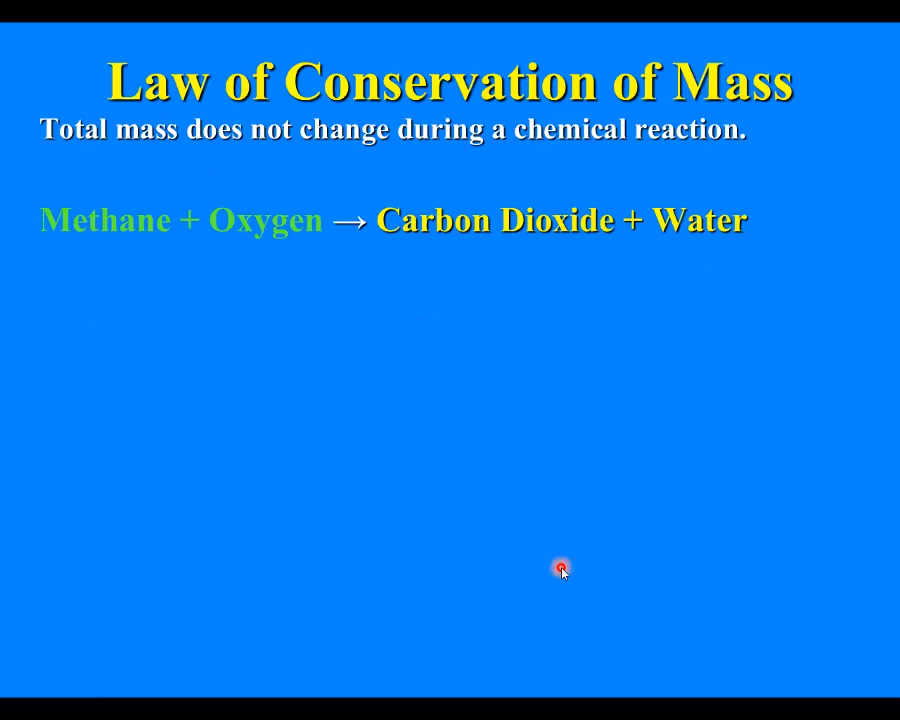 Law of Conservation of Mass
Total mass does not change during a chemical reaction.
Methane + Oxygen → Carbon Dioxide + Water